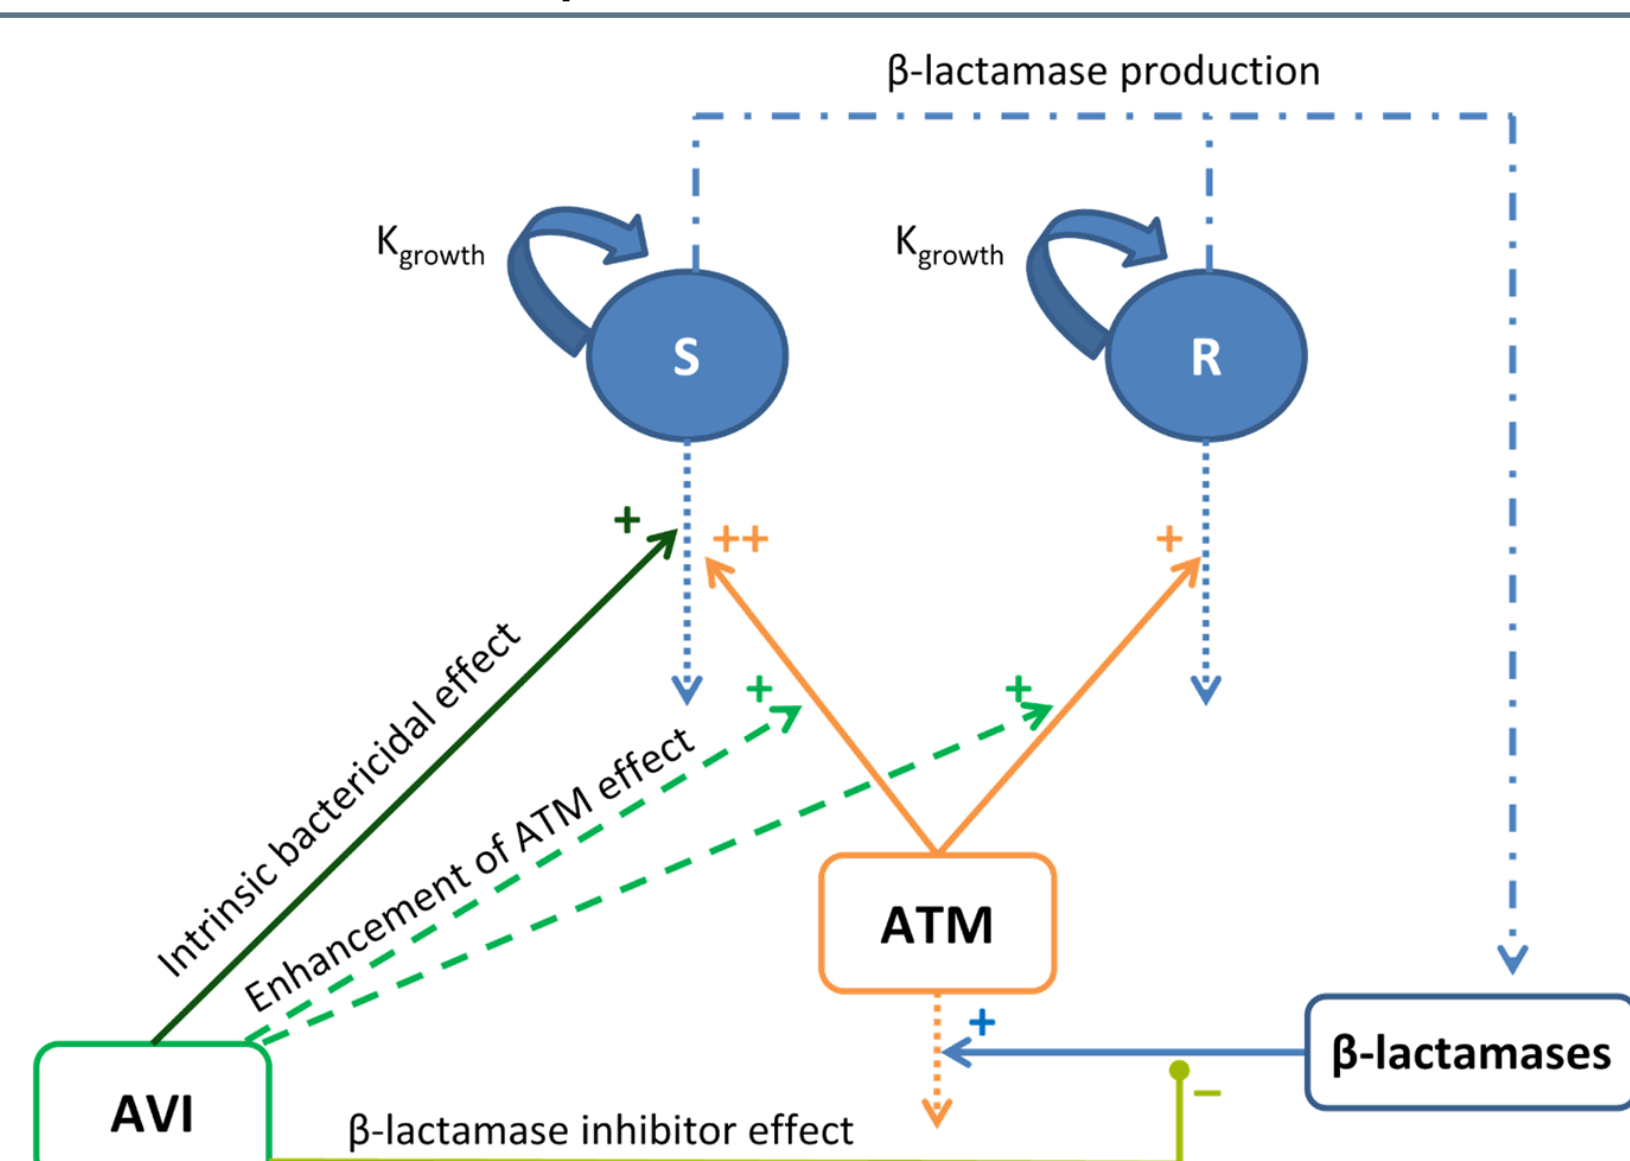 β-lactamase production
Kgrowth
Kgrowth
S
R
+
++
+
+
+
Intrinsic bactericidal effect
Enhancement of ATM effect
ATM
+
β-lactamases
–
AVI
β-lactamase inhibitor effect